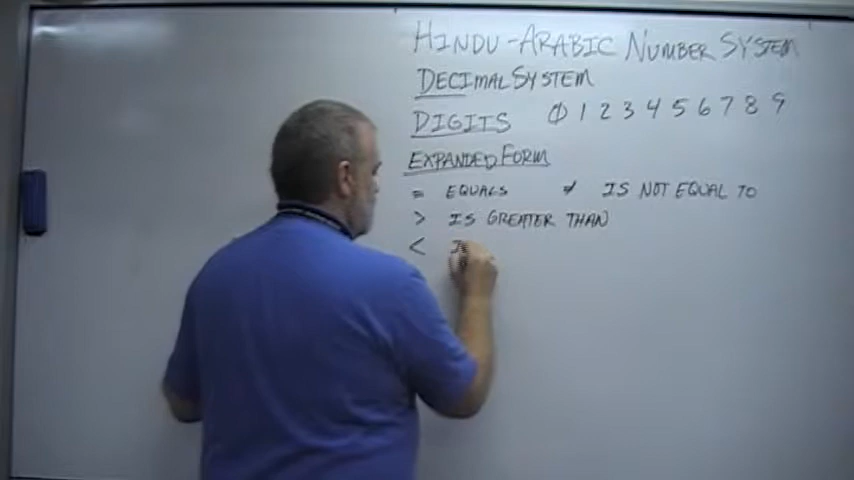 HINDU-ARABIC NUMBER SYSTEM
DECIMAL SYSTEM
DIGITS 0 1 2 3 4 5 6 7 8 9
EXPANDED FORM
= EQUALS ≠ IS NOT EQUAL TO
> IS GREATER THAN
< I